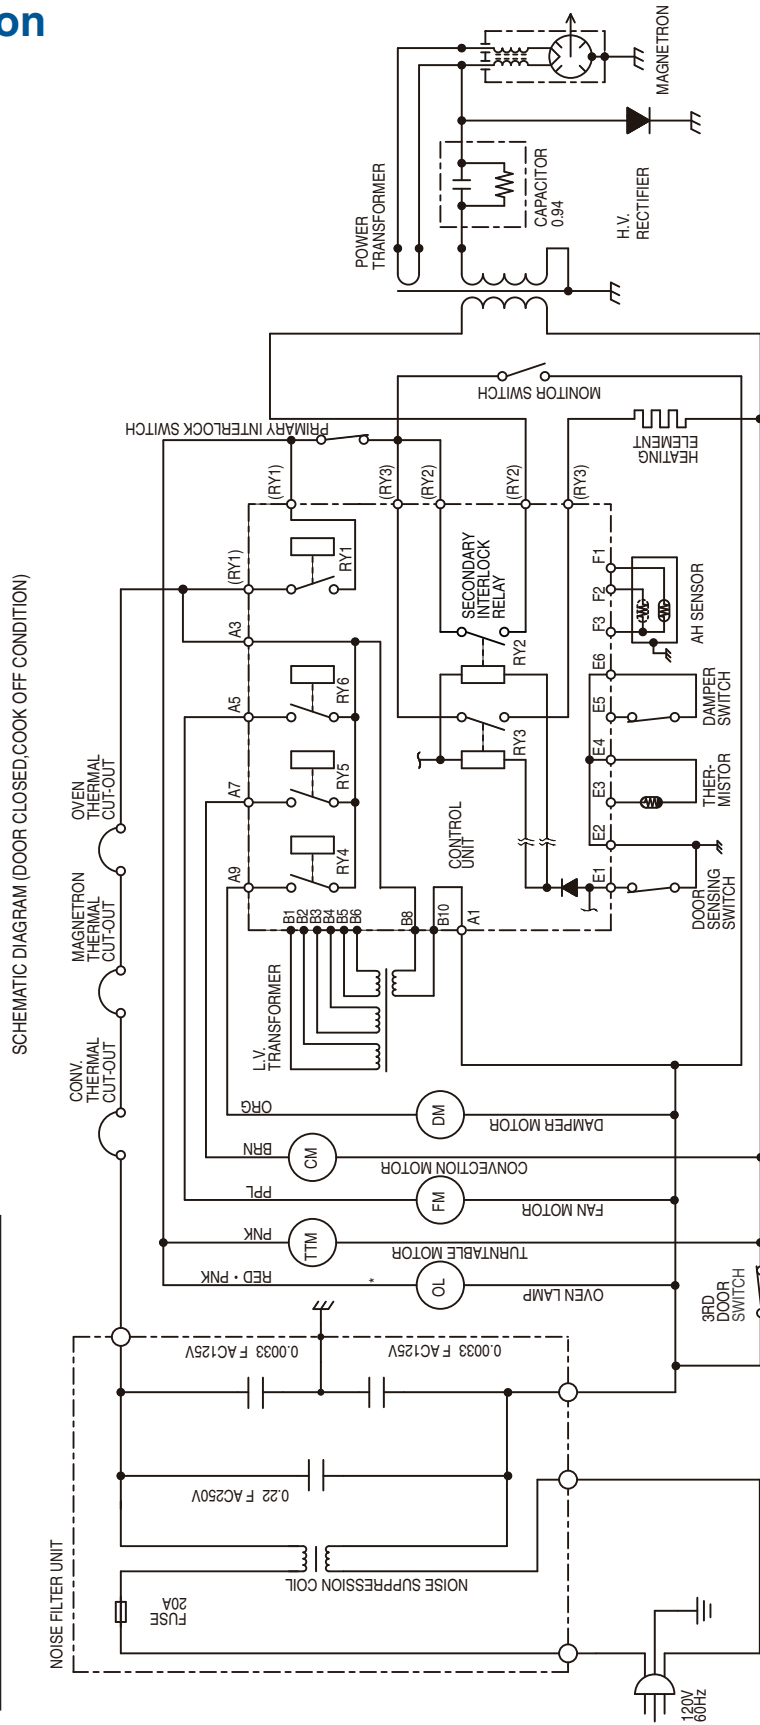 on
SCHEMATIC DIAGRAM (DOOR CLOSED,COOK OFF CONDITION)
MAGNETRON
POWER
TRANSFORMER
CAPACITOR
0.94
H.V.
RECTIFIER
MONITOR SWITCH
PRIMARY INTERLOCK SWITCH
HEATING
ELEMENT
(RY1)
(RY1)
(RY3)
(RY2)
(RY2)
(RY3)
A3
A5
A7
A9
RY1
RY6
RY5
RY4
SECONDARY
INTERLOCK
RELAY
RY2
RY3
CONTROL
UNIT
F1
F2
F3
E6
E5
E4
E3
E2
E1
AH SENSOR
DAMPER
SWITCH
THER-
MISTOR
DOOR
SENSING
SWITCH
B1
B2
B3
B4
B5
B6
B8
B10
A1
OVEN
THERMAL
CUT-OUT
MAGNETRON
THERMAL
CUT-OUT
CONV.
THERMAL
CUT-OUT
L.V.
TRANSFORMER
ORG
DM
DAMPER MOTOR
BRN
CM
CONVECTION MOTOR
PPL
FM
FAN MOTOR
PNK
TTM
TURNTABLE MOTOR
RED • PNK
*
OL
OVEN LAMP
3RD
DOOR
SWITCH
NOISE FILTER UNIT
0.0033 F AC125V
0.0033 F AC125V
0.22 F AC250V
NOISE SUPPRESSION COIL
FUSE
20A
120V
60Hz